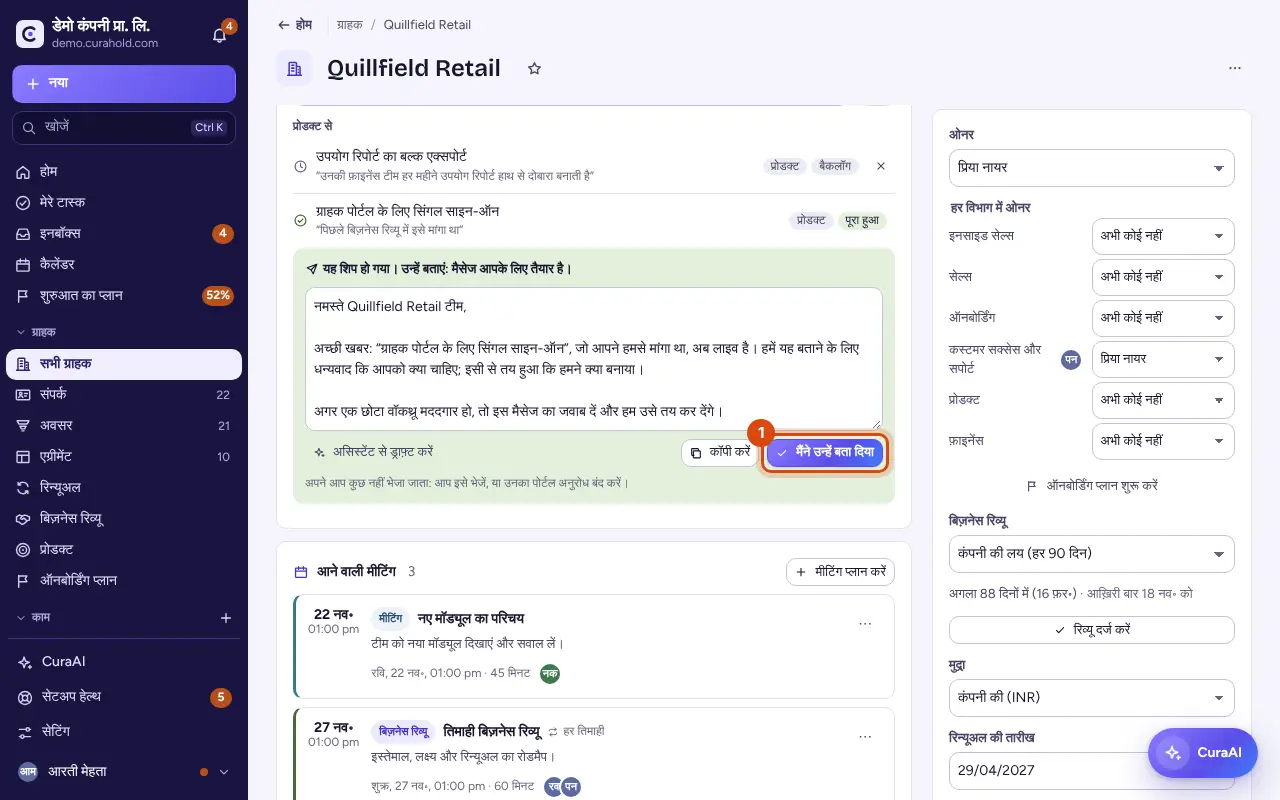 डेमो कंपनी प्रा. लि.
demo.curahold.com
4
नया
खोजें Ctrl K
होम
मेरे टास्क
इनबॉक्स 4
कैलेंडर
शुरुआत का प्लान 52%
ग्राहक
सभी ग्राहक
संपर्क 22
अवसर 21
एग्रीमेंट 10
रिन्यूअल
बिज़नेस रिव्यू
प्रोडक्ट
ऑनबोर्डिंग प्लान
काम
CuraAI
सेटअप हेल्थ 5
सेटिंग
आम आरती मेहता
होम ग्राहक / Quillfield Retail
Quillfield Retail
प्रोडक्ट से
उपयोग रिपोर्ट का बल्क एक्सपोर्ट
"उनकी फ़ाइनेंस टीम हर महीने उपयोग रिपोर्ट हाथ से दोबारा बनाती है"
प्रोडक्ट बैकलॉग
ग्राहक पोर्टल के लिए सिंगल साइन-ऑन
"पिछले बिज़नेस रिव्यू में इसे मांगा था"
प्रोडक्ट पूरा हुआ
यह शिप हो गया। उन्हें बताएं: मैसेज आपके लिए तैयार है।
नमस्ते Quillfield Retail टीम,
अच्छी खबर: "ग्राहक पोर्टल के लिए सिंगल साइन-ऑन", जो आपने हमसे मांगा था, अब लाइव है। हमें यह बताने के लिए
धन्यवाद कि आपको क्या चाहिए; इसी से तय हुआ कि हमने क्या बनाया।
अगर एक छोटा वॉकथ्रू मददगार हो, तो इस मैसेज का जवाब दें और हम उसे तय कर देंगे।
असिस्टेंट से ड्राफ़्ट करें
कॉपी करें
1
मैंने उन्हें बता दिया
अपने आप कुछ नहीं भेजा जाता: आप इसे भेजें, या उनका पोर्टल अनुरोध बंद करें।
आने वाली मीटिंग 3
मीटिंग प्लान करें
22 नव॰
01:00 pm
मीटिंग नए मॉड्यूल का परिचय
टीम को नया मॉड्यूल दिखाएं और सवाल लें।
रवि, 22 नव॰, 01:00 pm · 45 मिनट नक
27 नव॰
01:00 pm
बिज़नेस रिव्यू तिमाही बिज़नेस रिव्यू हर तिमाही
इस्तेमाल, लक्ष्य और रिन्यूअल का रोडमैप।
शुक्र, 27 नव॰, 01:00 pm · 60 मिनट पन
ओनर
प्रिया नायर
हर विभाग में ओनर
इनसाइड सेल्स अभी कोई नहीं
सेल्स अभी कोई नहीं
ऑनबोर्डिंग अभी कोई नहीं
कस्टमर सक्सेस और
सपोर्ट
पन प्रिया नायर
प्रोडक्ट अभी कोई नहीं
फ़ाइनेंस अभी कोई नहीं
ऑनबोर्डिंग प्लान शुरू करें
बिज़नेस रिव्यू
कंपनी की लय (हर 90 दिन)
अगला 88 दिनों में (16 फ़र॰) · आख़िरी बार 18 नव॰ को
रिव्यू दर्ज करें
मुद्रा
कंपनी की (INR)
रिन्यूअल की तारीख
29/04/2027
CuraAI